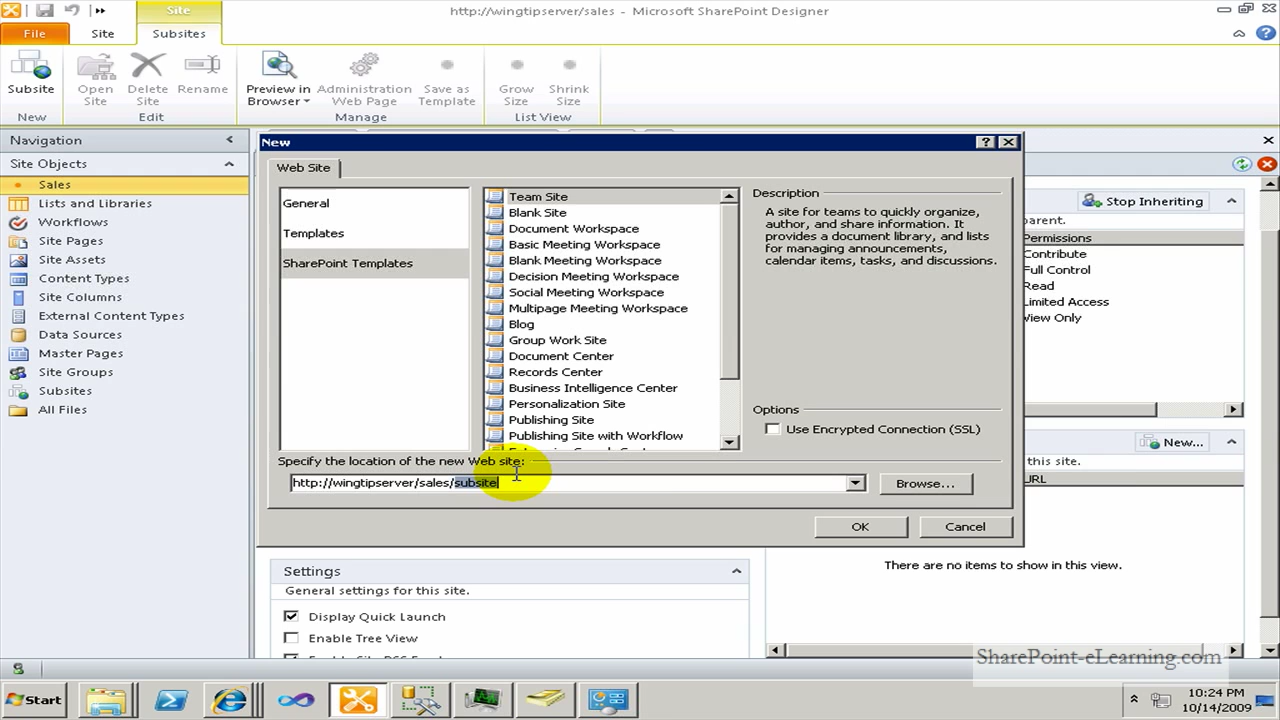 Site
http://wingtipserver/sales - Microsoft SharePoint Designer
File
Site
Subsites
Subsite
Open Site
Delete Site
Rename
Preview in Browser
Administration Web Page
Save as Template
Grow Size
Shrink Size
New
Edit
Manage
List View
Navigation
Site Objects
Sales
Lists and Libraries
Workflows
Site Pages
Site Assets
Content Types
Site Columns
External Content Types
Data Sources
Master Pages
Site Groups
Subsites
All Files
New
Web Site
General
Templates
SharePoint Templates
Team Site
Blank Site
Document Workspace
Basic Meeting Workspace
Blank Meeting Workspace
Decision Meeting Workspace
Social Meeting Workspace
Multipage Meeting Workspace
Blog
Group Work Site
Document Center
Records Center
Business Intelligence Center
Personalization Site
Publishing Site
Publishing Site with Workflow
Description
A site for teams to quickly organize,
author, and share information. It
provides a document library, and lists
for managing announcements,
calendar items, tasks, and discussions.
Options
Use Encrypted Connection (SSL)
Specify the location of the new Web site:
http://wingtipserver/sales/subsite
Browse...
OK
Cancel
Stop Inheriting
parent.
Permissions
Contribute
Full Control
Read
Limited Access
View Only
New...
this site.
URL
There are no items to show in this view.
Settings
General settings for this site.
Display Quick Launch
Enable Tree View
SharePoint-eLearning.com
Start
10:24 PM
10/14/2009